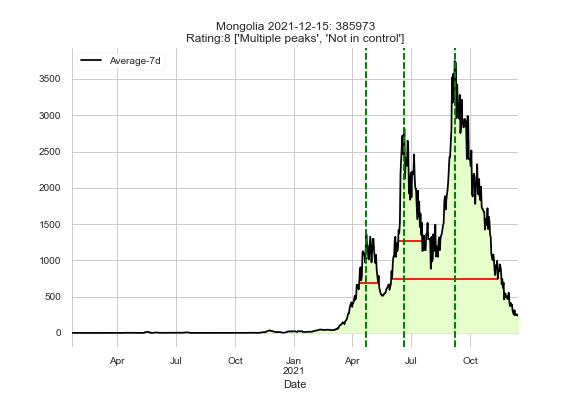 Mongolia 2021-12-15: 385973
Rating:8 ['Multiple peaks', 'Not in control']
Average-7d
3500
3000
2500
2000
1500
1000
500
0
Apr Jul Oct Jan Apr Jul Oct
2021
Date